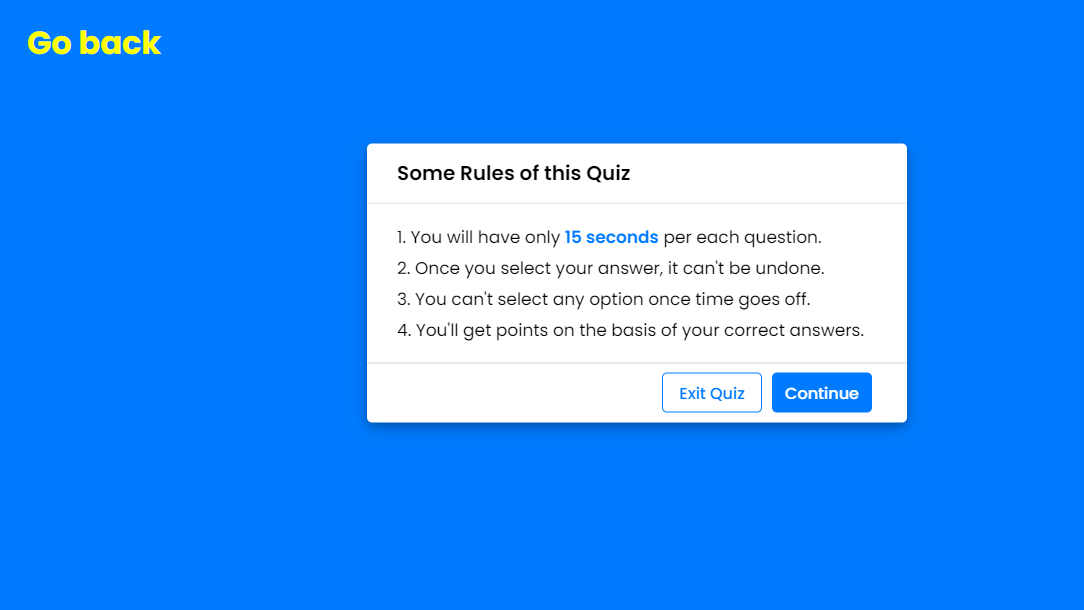 Go back
Some Rules of this Quiz
1. You will have only 15 seconds per each question.
2. Once you select your answer, it can't be undone.
3. You can't select any option once time goes off.
4. You'll get points on the basis of your correct answers.
Exit Quiz Continue